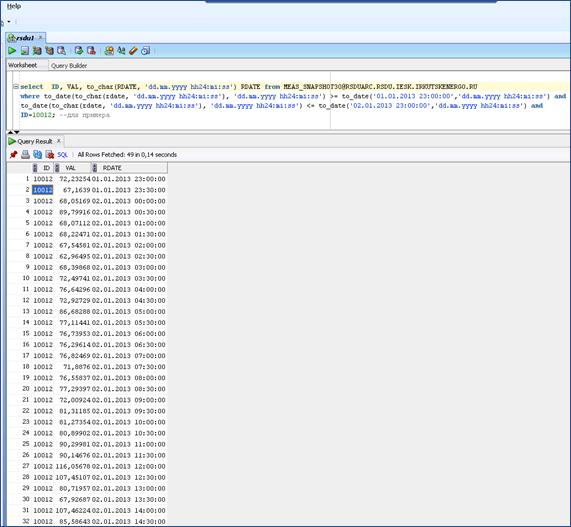 Help
rsdu1
Worksheet Query Builder
select ID, VAL, to_char(RDATE, 'dd.mm.yyyy hh24:mi:ss') RDATE from MEAS_SNAPSHOT30@RSDUARC.RSDU.IESK.IRKUTSKENERGO.RU
where to_date(to_char(rdate, 'dd.mm.yyyy hh24:mi:ss'), 'dd.mm.yyyy hh24:mi:ss') >= to_date('01.01.2013 23:00:00','dd.mm.yyyy hh24:mi:ss') and
to_date(to_char(rdate, 'dd.mm.yyyy hh24:mi:ss'), 'dd.mm.yyyy hh24:mi:ss') <= to_date('02.01.2013 23:00:00','dd.mm.yyyy hh24:mi:ss') and
ID=10012; --для примера
Query Result
SQL | All Rows Fetched: 49 in 0,14 seconds
ID VAL RDATE
1 10012 72,23254 01.01.2013 23:00:00
2 10012 67,1639 01.01.2013 23:30:00
3 10012 68,05169 02.01.2013 00:00:00
4 10012 89,79916 02.01.2013 00:30:00
5 10012 68,07112 02.01.2013 01:00:00
6 10012 68,22471 02.01.2013 01:30:00
7 10012 67,54581 02.01.2013 02:00:00
8 10012 62,96495 02.01.2013 02:30:00
9 10012 68,39868 02.01.2013 03:00:00
10 10012 72,49741 02.01.2013 03:30:00
11 10012 76,64296 02.01.2013 04:00:00
12 10012 72,92729 02.01.2013 04:30:00
13 10012 86,68288 02.01.2013 05:00:00
14 10012 77,11441 02.01.2013 05:30:00
15 10012 76,73953 02.01.2013 06:00:00
16 10012 76,29614 02.01.2013 06:30:00
17 10012 76,82469 02.01.2013 07:00:00
18 10012 71,8876 02.01.2013 07:30:00
19 10012 76,55837 02.01.2013 08:00:00
20 10012 77,29397 02.01.2013 08:30:00
21 10012 72,00924 02.01.2013 09:00:00
22 10012 81,31185 02.01.2013 09:30:00
23 10012 81,27354 02.01.2013 10:00:00
24 10012 80,89902 02.01.2013 10:30:00
25 10012 90,29981 02.01.2013 11:00:00
26 10012 90,14676 02.01.2013 11:30:00
27 10012 116,05678 02.01.2013 12:00:00
28 10012 107,45107 02.01.2013 12:30:00
29 10012 80,71957 02.01.2013 13:00:00
30 10012 67,92687 02.01.2013 13:30:00
31 10012 107,46224 02.01.2013 14:00:00
32 10012 85,58643 02.01.2013 14:30:00